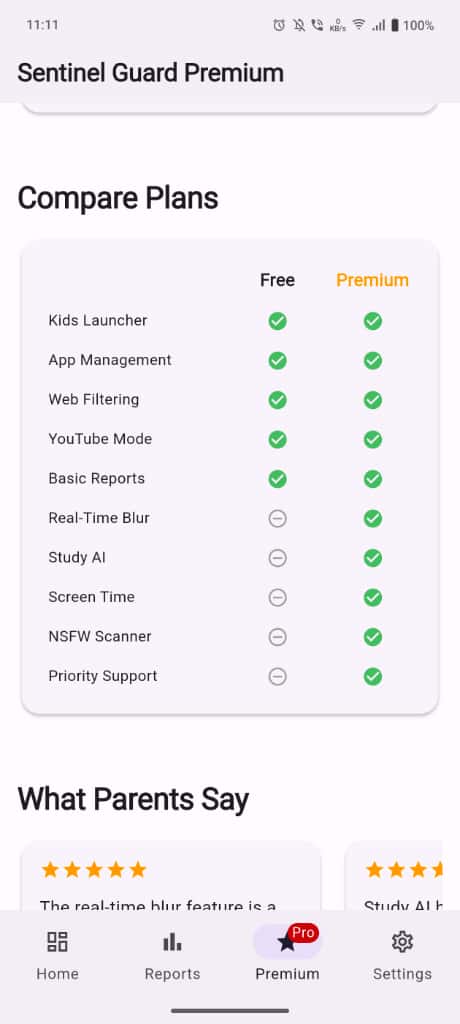 11:11
0
KB/s
100%
Sentinel Guard Premium
Compare Plans
Free Premium
Kids Launcher
App Management
Web Filtering
YouTube Mode
Basic Reports
Real-Time Blur
Study AI
Screen Time
NSFW Scanner
Priority Support
What Parents Say
The real-time blur feature is a
Study AI
Pro
Home Reports Premium Settings